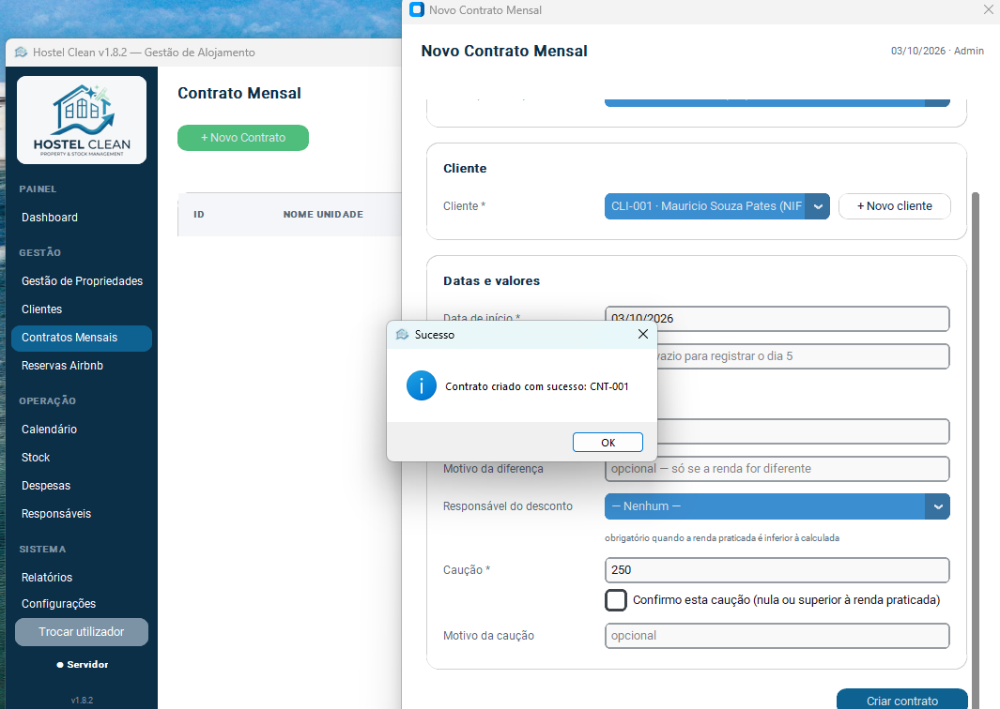 Novo Contrato Mensal
Hostel Clean v1.8.2 — Gestão de Alojamento
HOSTEL CLEAN
PROPERTY & STOCK MANAGEMENT
PAINEL
Dashboard
GESTÃO
Gestão de Propriedades
Clientes
Contratos Mensais
Reservas Airbnb
OPERAÇÃO
Calendário
Stock
Despesas
Responsáveis
SISTEMA
Relatórios
Configurações
Trocar utilizador
Servidor
v1.8.2
Contrato Mensal
+ Novo Contrato
ID NOME UNIDADE
Novo Contrato Mensal 03/10/2026 · Admin
Cliente
Cliente * CLI-001 · Mauricio Souza Pates (NIF + Novo cliente
Datas e valores
Data de início * 03/10/2026
vazio para registrar o dia 5
Sucesso
Contrato criado com sucesso: CNT-001
OK
Motivo da diferença opcional — só se a renda for diferente
Responsável do desconto — Nenhum —
obrigatório quando a renda praticada é inferior à calculada
Caução * 250
Confirmo esta caução (nula ou superior à renda praticada)
Motivo da caução opcional
Criar contrato